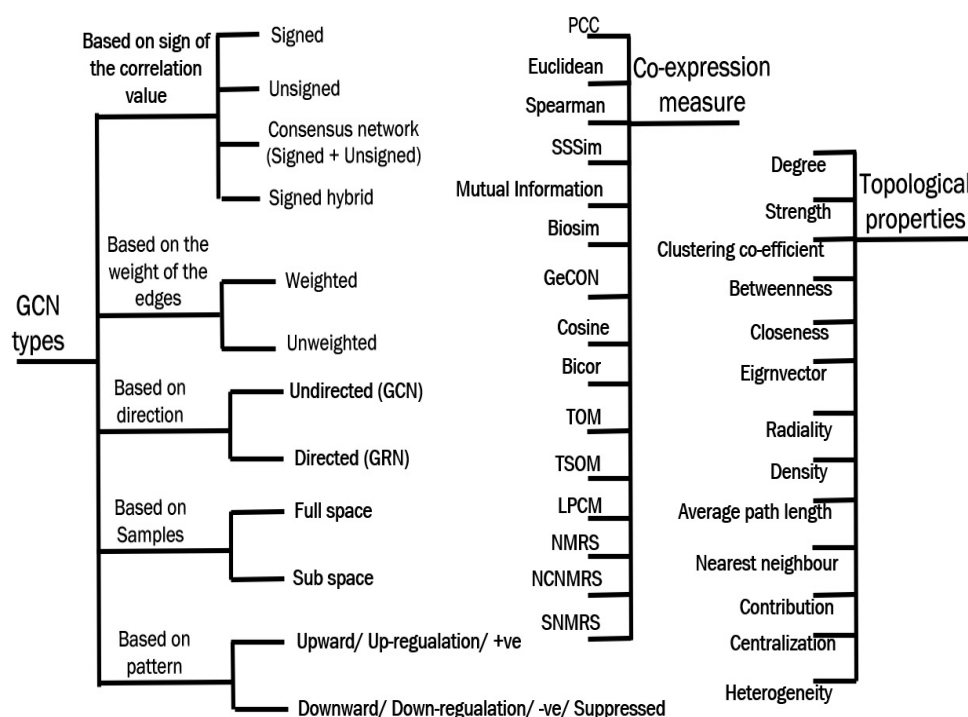 GCN
types
Based on sign of
the correlation
value
Signed
Unsigned
Consensus network
(Signed + Unsigned)
Signed hybrid
Based on the
weight of the
edges
Weighted
Unweighted
Based on
direction
Undirected (GCN)
Directed (GRN)
Based on
Samples
Full space
Sub space
Based on
pattern
Upward/ Up-regualation/ +ve
Downward/ Down-regualation/ -ve/ Suppressed
Co-expression
measure
PCC
Euclidean
Spearman
SSSim
Mutual Information
Biosim
GeCON
Cosine
Bicor
TOM
TSOM
LPCM
NMRS
NCNMRS
SNMRS
Topological
properties
Degree
Strength
Clustering co-efficient
Betweenness
Closeness
Eigrnvector
Radiality
Density
Average path length
Nearest neighbour
Contribution
Centralization
Heterogeneity